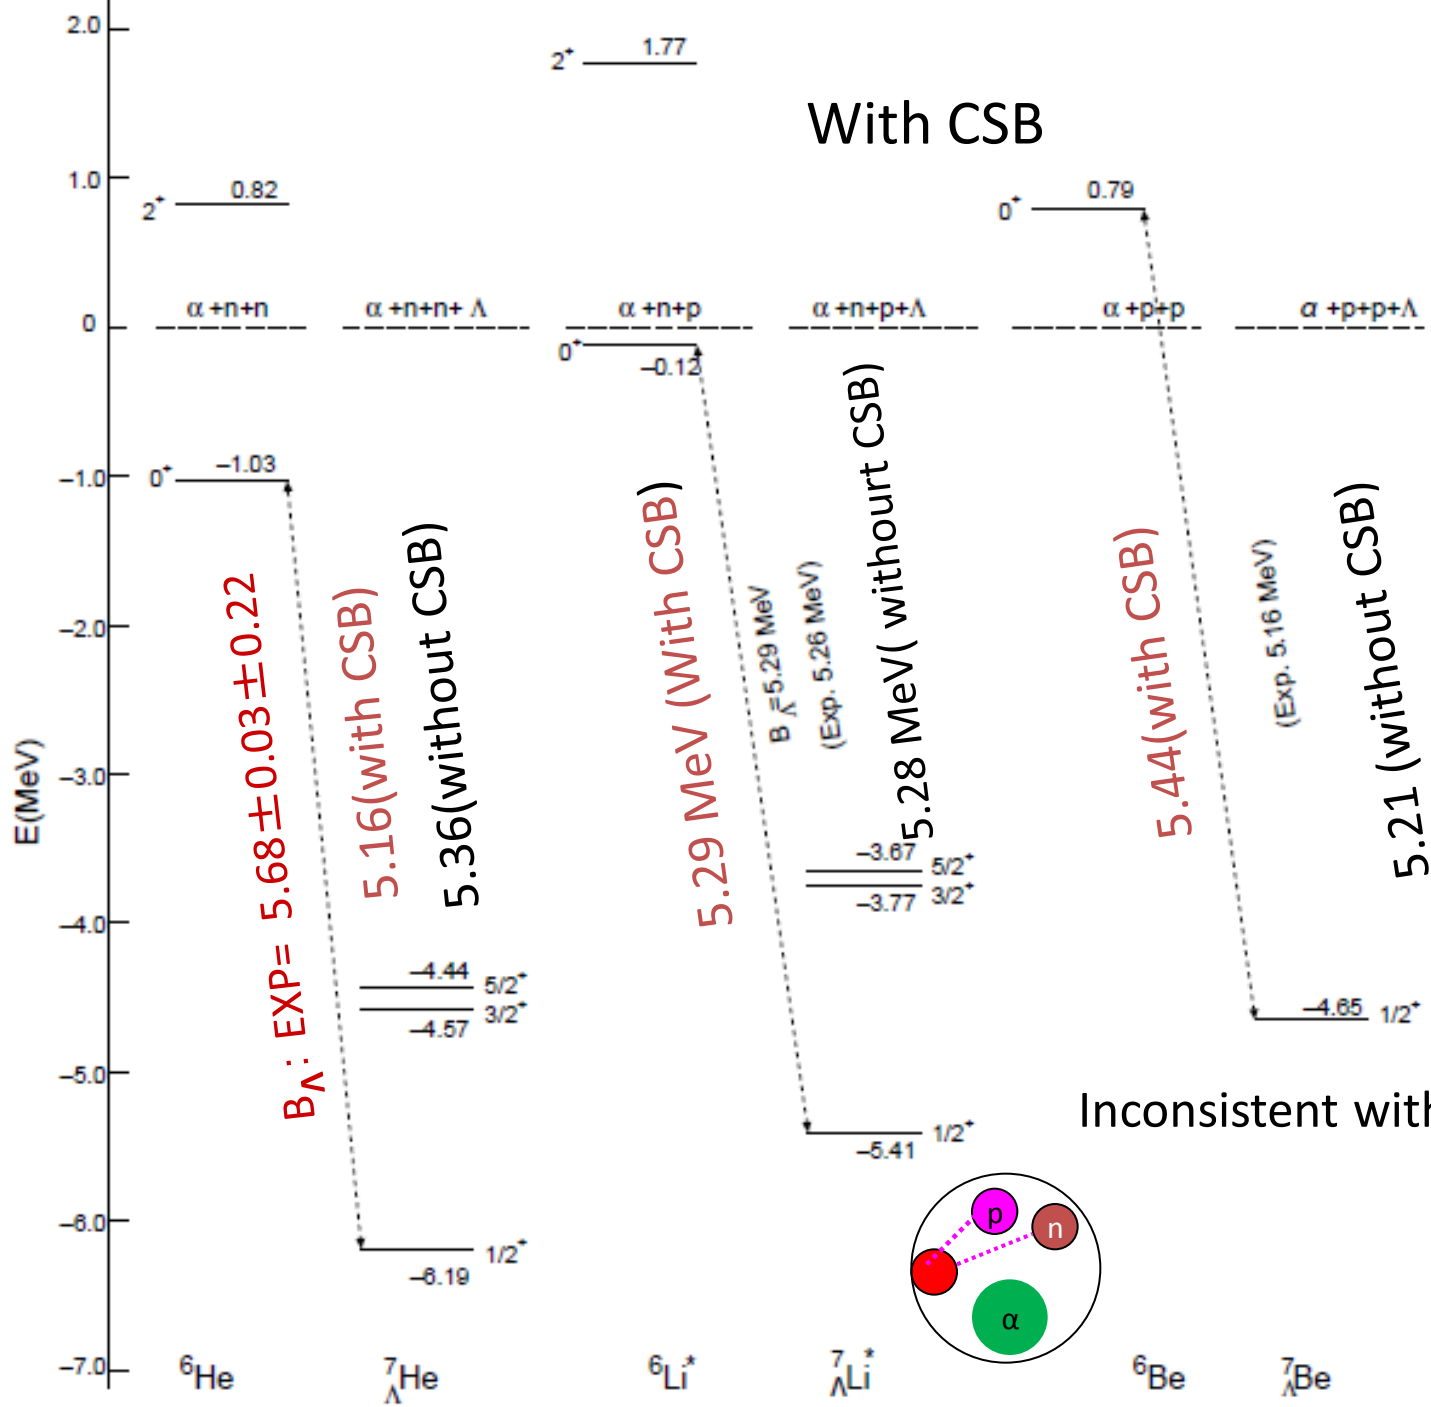 2.0
1.0
0
–1.0
–2.0
–3.0
–4.0
–5.0
–6.0
–7.0
E(MeV)
With CSB
2⁺ 0.82
α +n+n
0⁺ –1.03
B_Λ : EXP= 5.68±0.03±0.22
5.16(with CSB)
5.36(without CSB)
α +n+n+ Λ
–4.44 5/2⁺
–4.57 3/2⁺
–6.19 1/2⁺
2⁺ 1.77
α +n+p
0⁺ –0.12
5.29 MeV (With CSB)
B_Λ=5.29 MeV
(Exp. 5.26 MeV)
5.28 MeV( withourt CSB)
α +n+p+Λ
–3.67 5/2⁺
–3.77 3/2⁺
–5.41 1/2⁺
0⁺ 0.79
α +p+p
5.44(with CSB)
(Exp. 5.16 MeV)
5.21 (without CSB)
α +p+p+Λ
–4.65 1/2⁺
Inconsistent with
p
n
α
⁶He
⁷_ΛHe
⁶Li*
⁷_ΛLi*
⁶Be
⁷_ΛBe